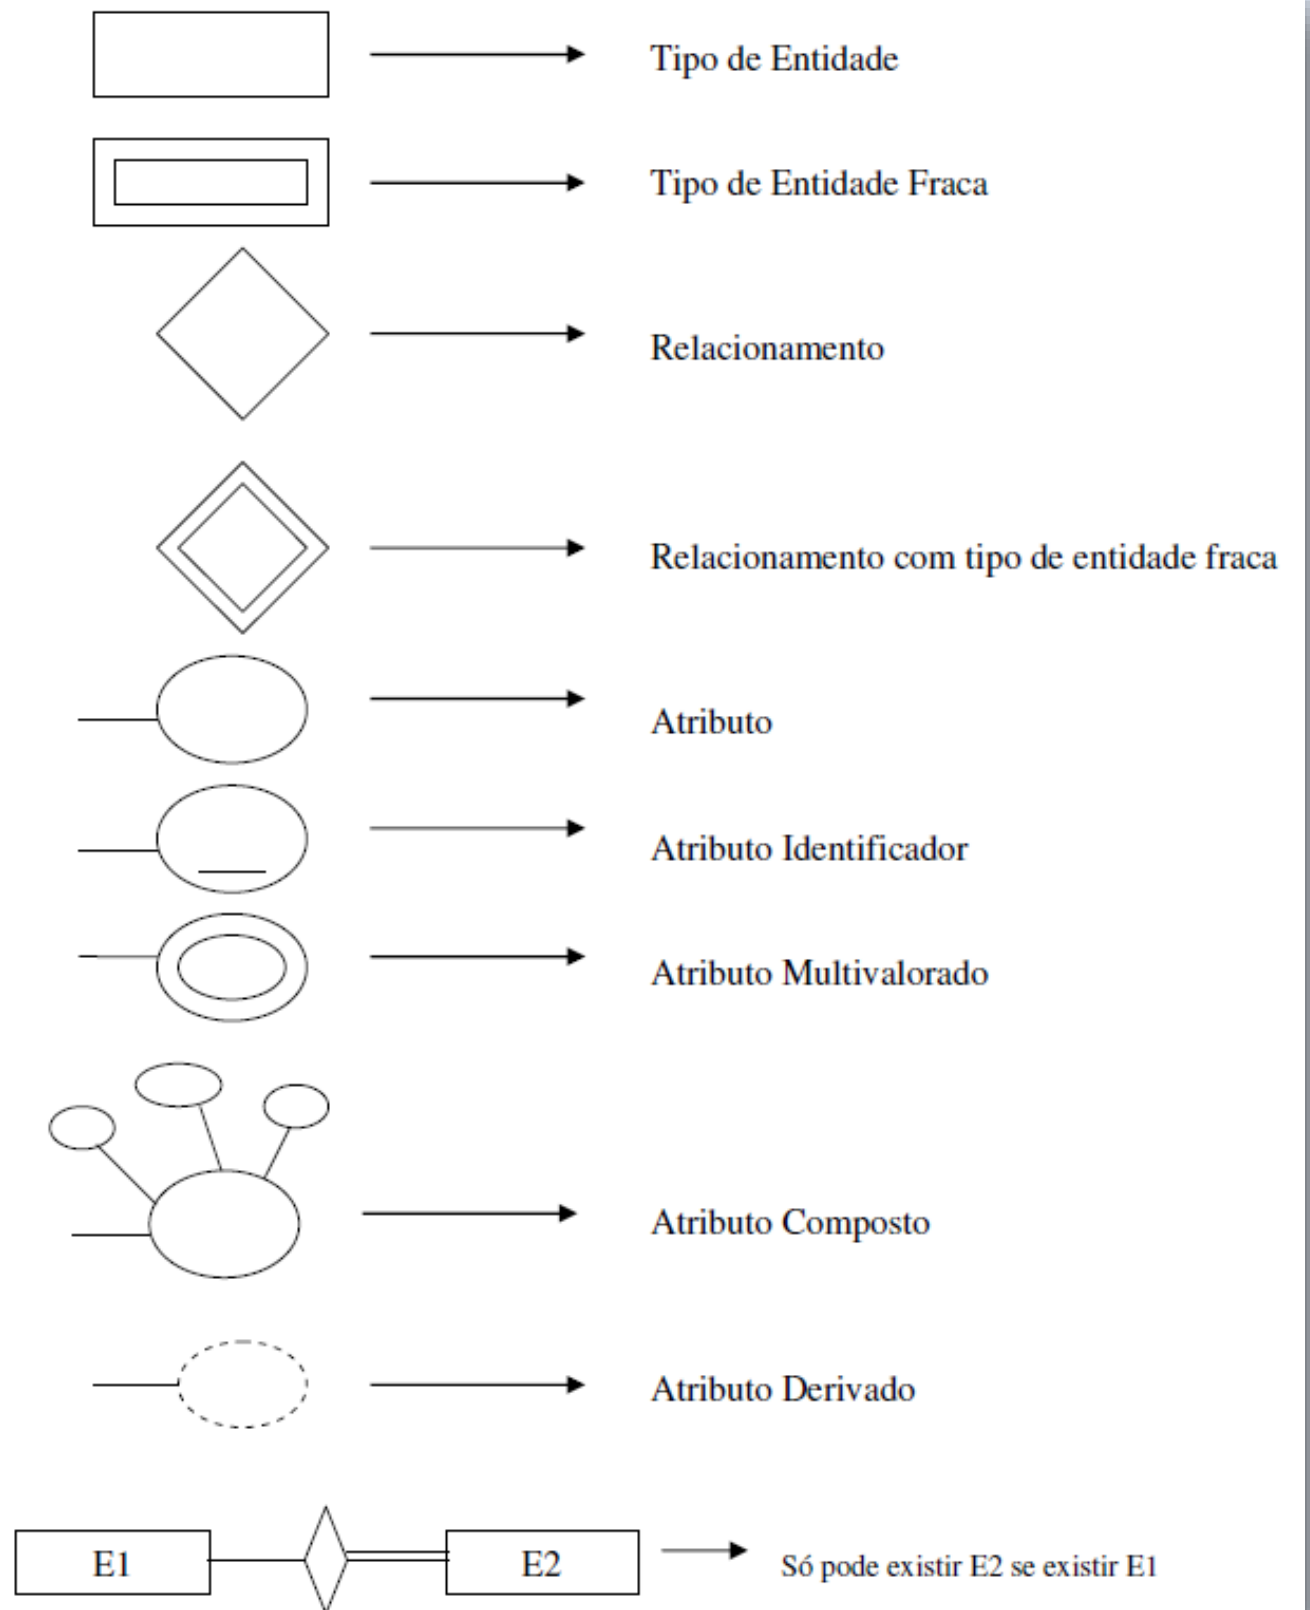 Tipo de Entidade
Tipo de Entidade Fraca
Relacionamento
Relacionamento com tipo de entidade fraca
Atributo
Atributo Identificador
Atributo Multivalorado
Atributo Composto
Atributo Derivado
E1 E2 Só pode existir E2 se existir E1